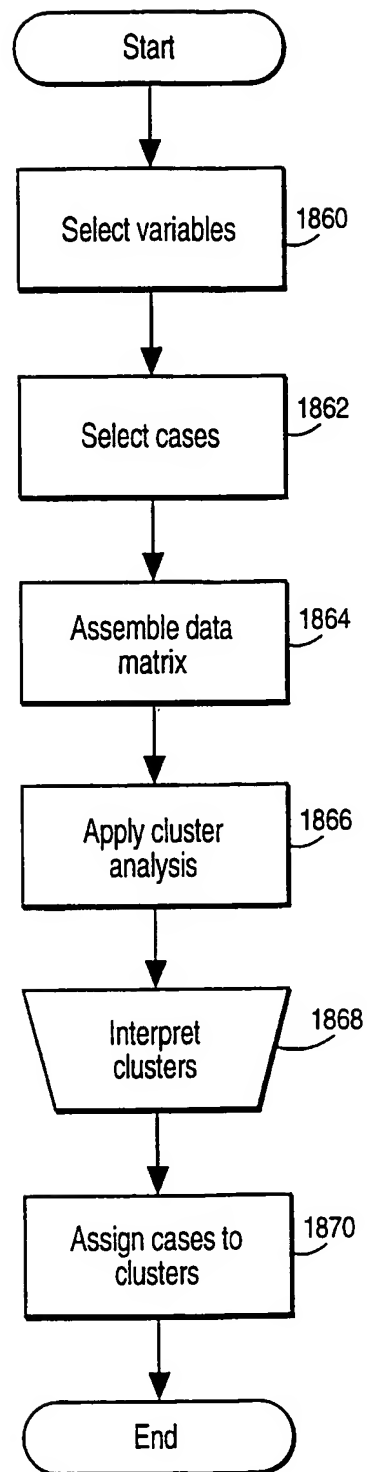 Start
Select variables
1860
Select cases
1862
Assemble data
matrix
1864
Apply cluster
analysis
1866
Interpret
clusters
1868
Assign cases to
clusters
1870
End